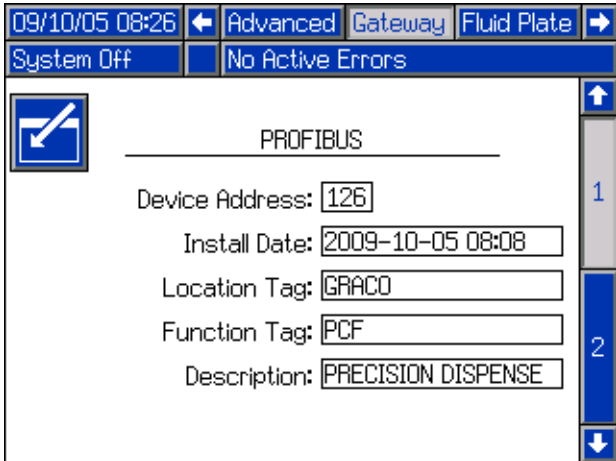 09/10/05 08:26 Advanced Gateway Fluid Plate
System Off No Active Errors
PROFIBUS
1
Device Address: 126
Install Date: 2009-10-05 08:08
Location Tag: GRACO
Function Tag: PCF
2
Description: PRECISION DISPENSE